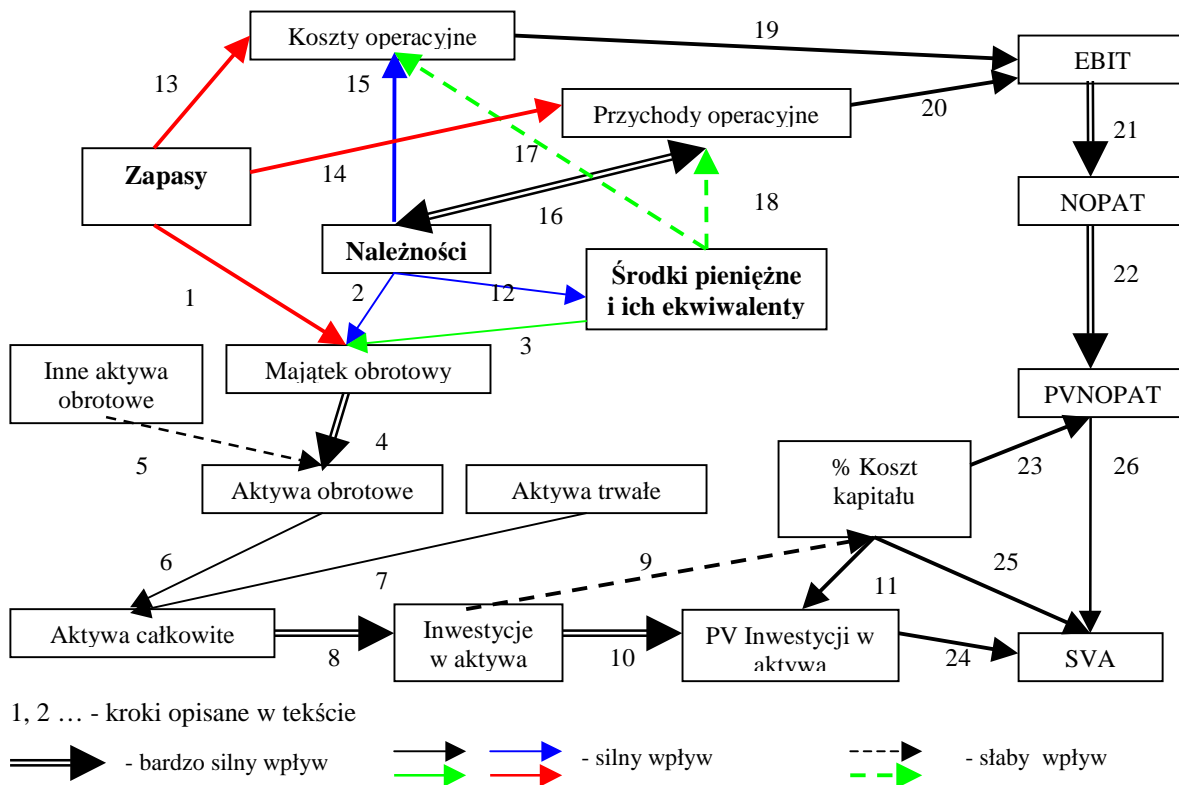 19
Koszty operacyjne
EBIT
13
15
Przychody operacyjne
20
21
Zapasy
14
17
16
18
NOPAT
Należności
Środki pieniężne
i ich ekwiwalenty
22
1
2
12
3
Inne aktywa
obrotowe
Majątek obrotowy
PVNOPAT
4
5
% Koszt
kapitału
23
26
Aktywa obrotowe
Aktywa trwałe
6
7
9
25
11
Aktywa całkowite
8
Inwestycje
w aktywa
10
PV Inwestycji w
aktywa
24
SVA
1, 2 … - kroki opisane w tekście
- bardzo silny wpływ
- silny wpływ
- słaby wpływ